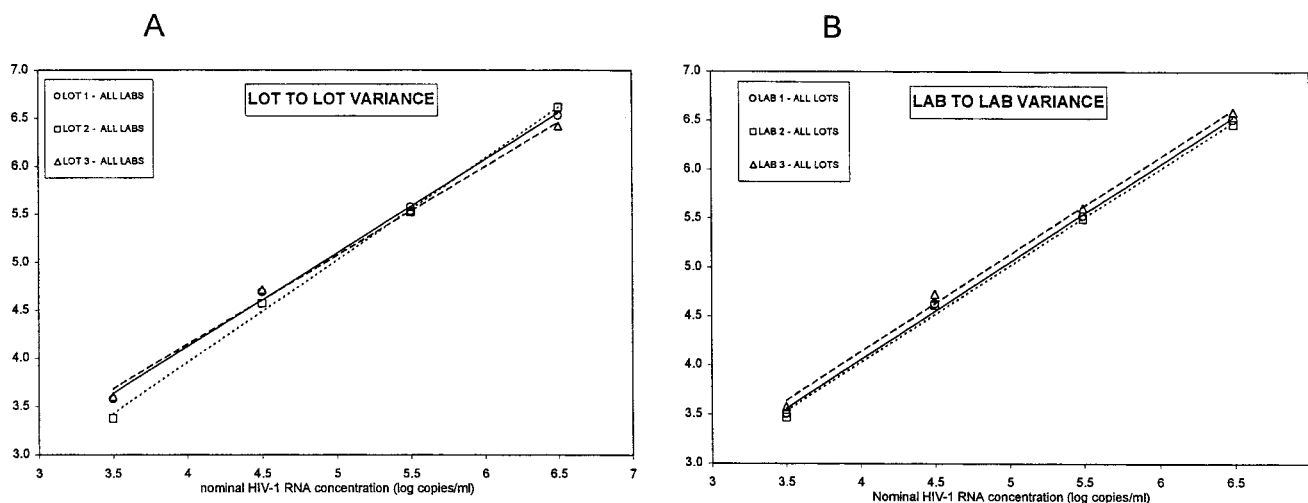 A
7.0
6.5
6.0
5.5
5.0
4.5
4.0
3.5
3.0
LOT 1 - ALL LABS
LOT 2 - ALL LABS
LOT 3 - ALL LABS
LOT TO LOT VARIANCE
3 3.5 4 4.5 5 5.5 6 6.5 7
nominal HIV-1 RNA concentration (log copies/ml)
B
7.0
6.5
6.0
5.5
5.0
4.5
4.0
3.5
3.0
LAB 1 - ALL LOTS
LAB 2 - ALL LOTS
LAB 3 - ALL LOTS
LAB TO LAB VARIANCE
3 3.5 4 4.5 5 5.5 6 6.5
Nominal HIV-1 RNA concentration (log copies/ml)